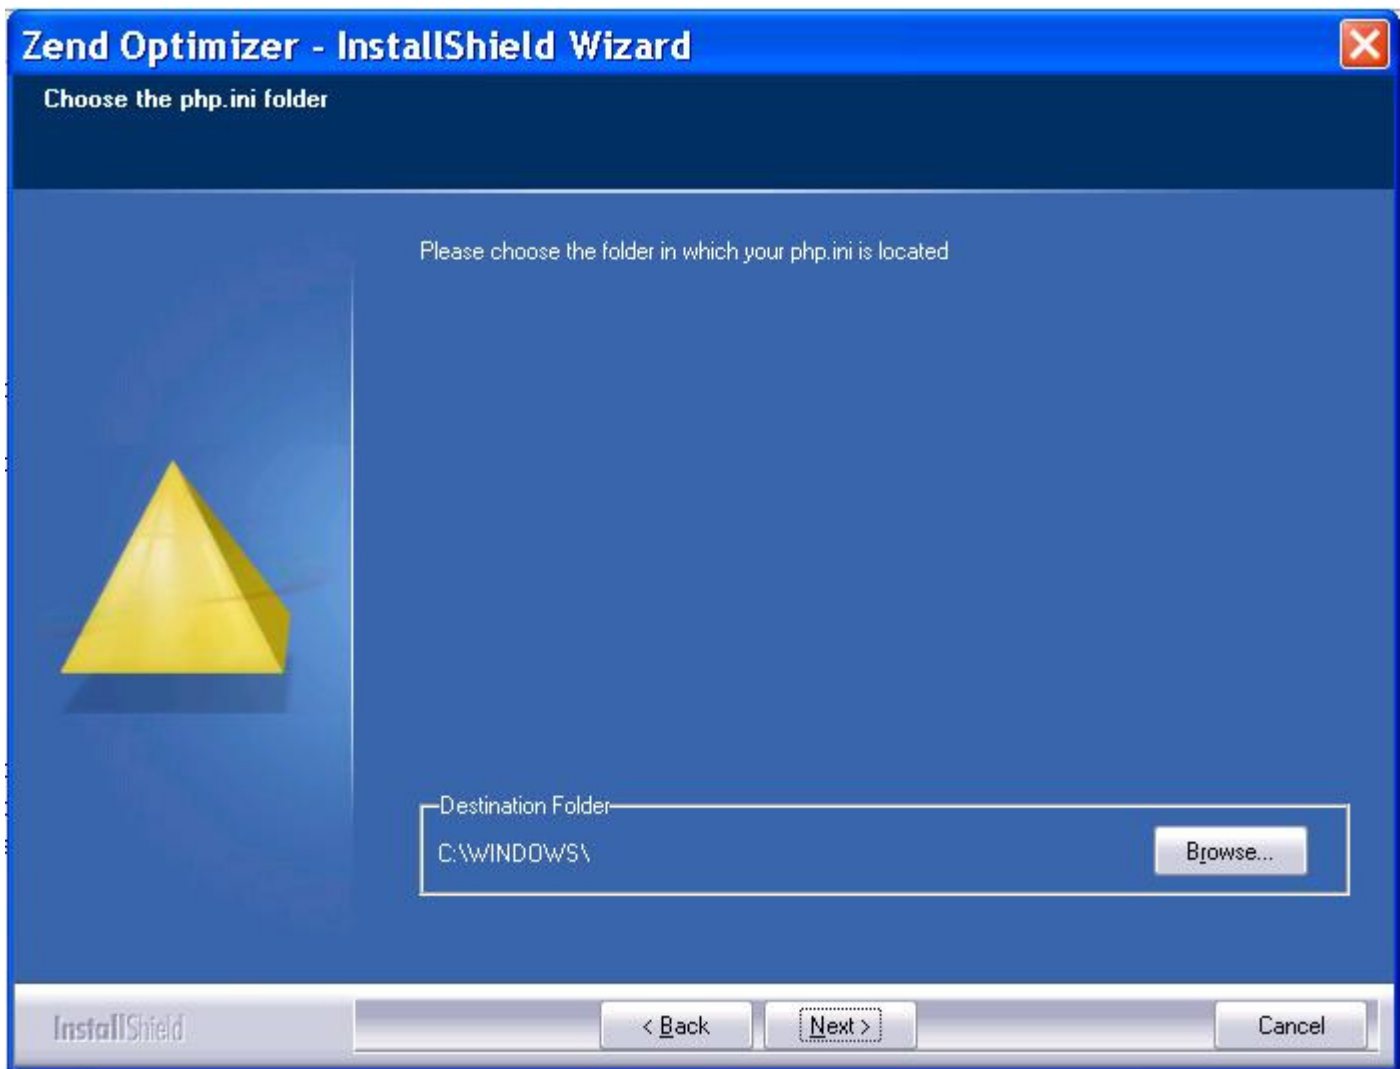 Zend Optimizer - InstallShield Wizard
Choose the php.ini folder
Please choose the folder in which your php.ini is located
Destination Folder
C:\WINDOWS\
Browse...
InstallShield
< Back
Next >
Cancel